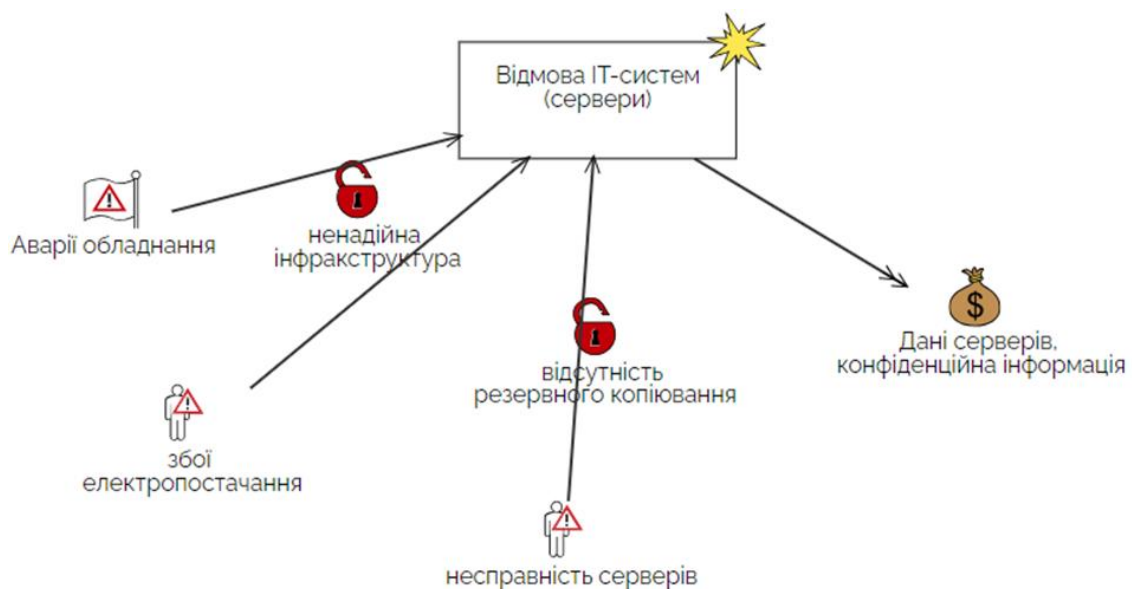 Відмова ІТ-систем
(сервери)
Аварії обладнання
ненадійна
інфракструктура
Дані серверів,
конфіденційна інформація
відсутність
резервного копіювання
збої
електропостачання
несправність серверів